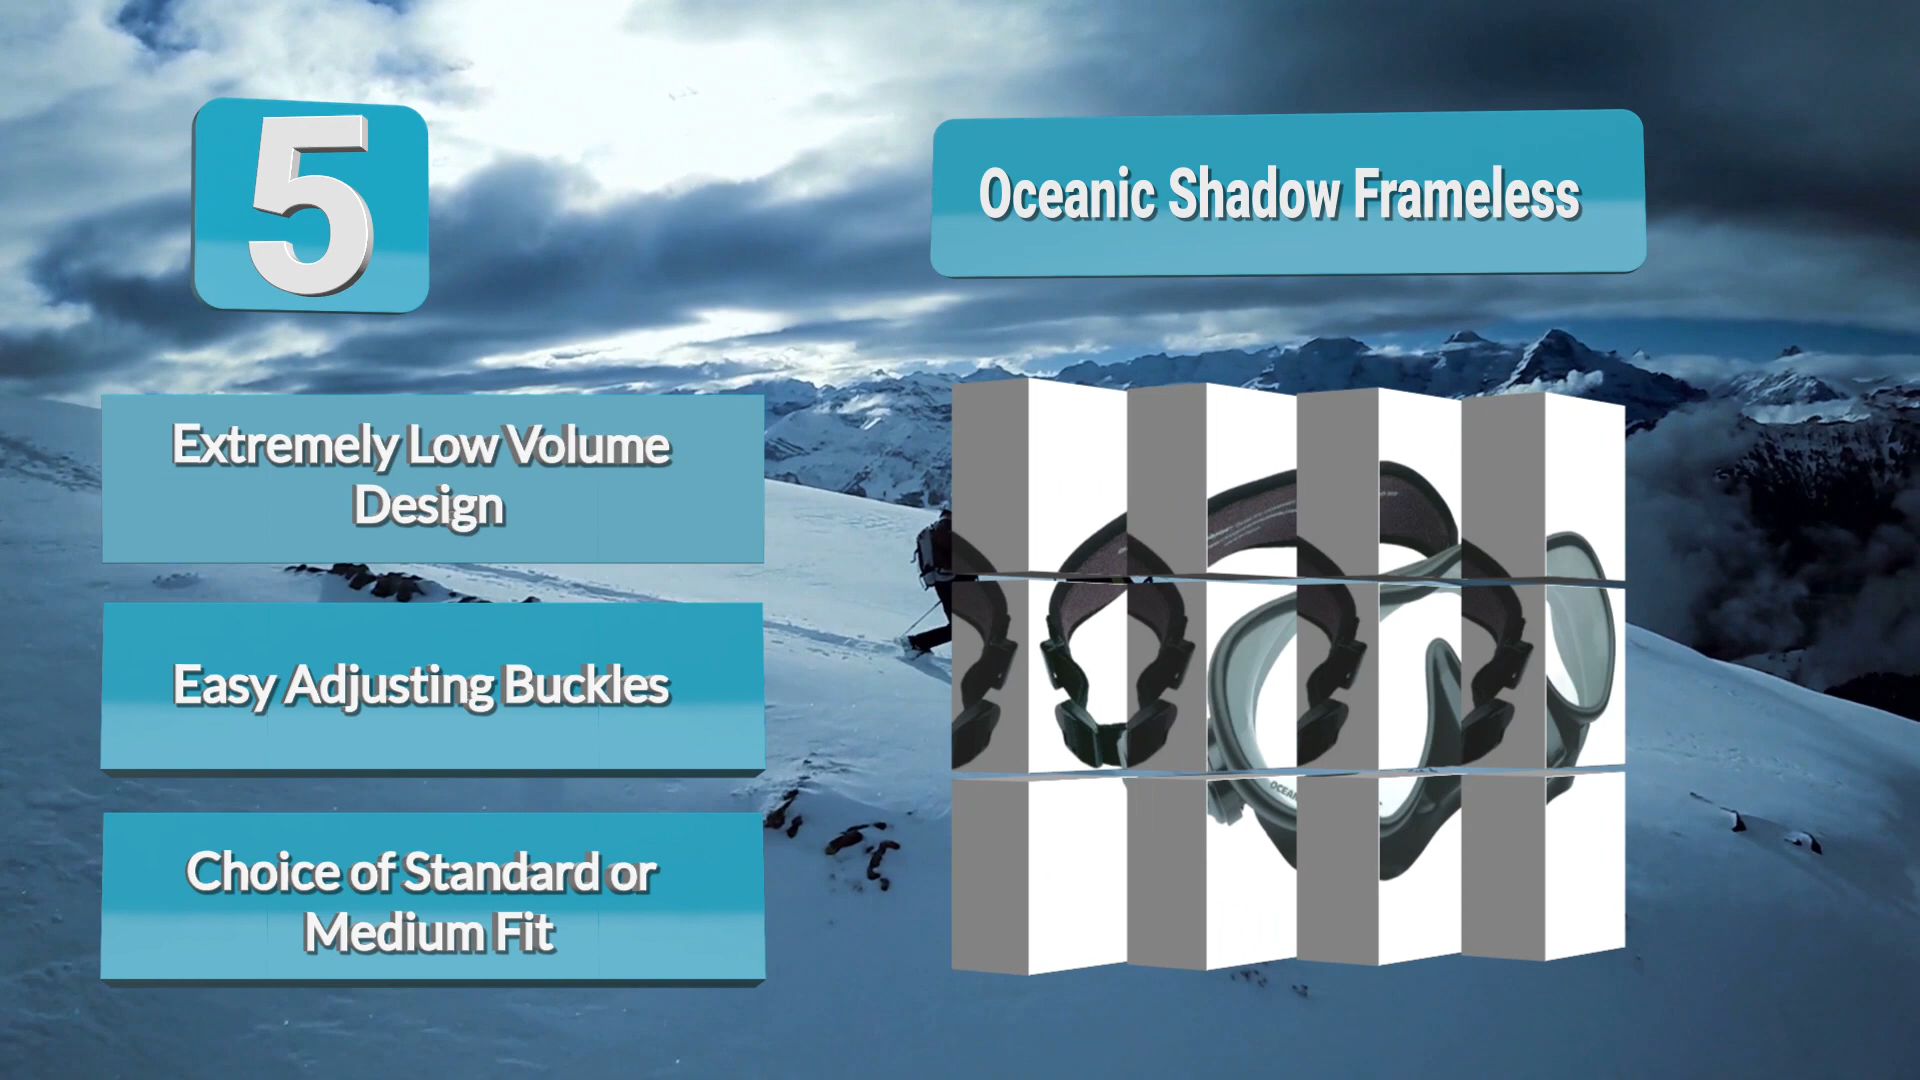 5
Oceanic Shadow Frameless
Extremely Low Volume
Design
Easy Adjusting Buckles
Choice of Standard or
Medium Fit